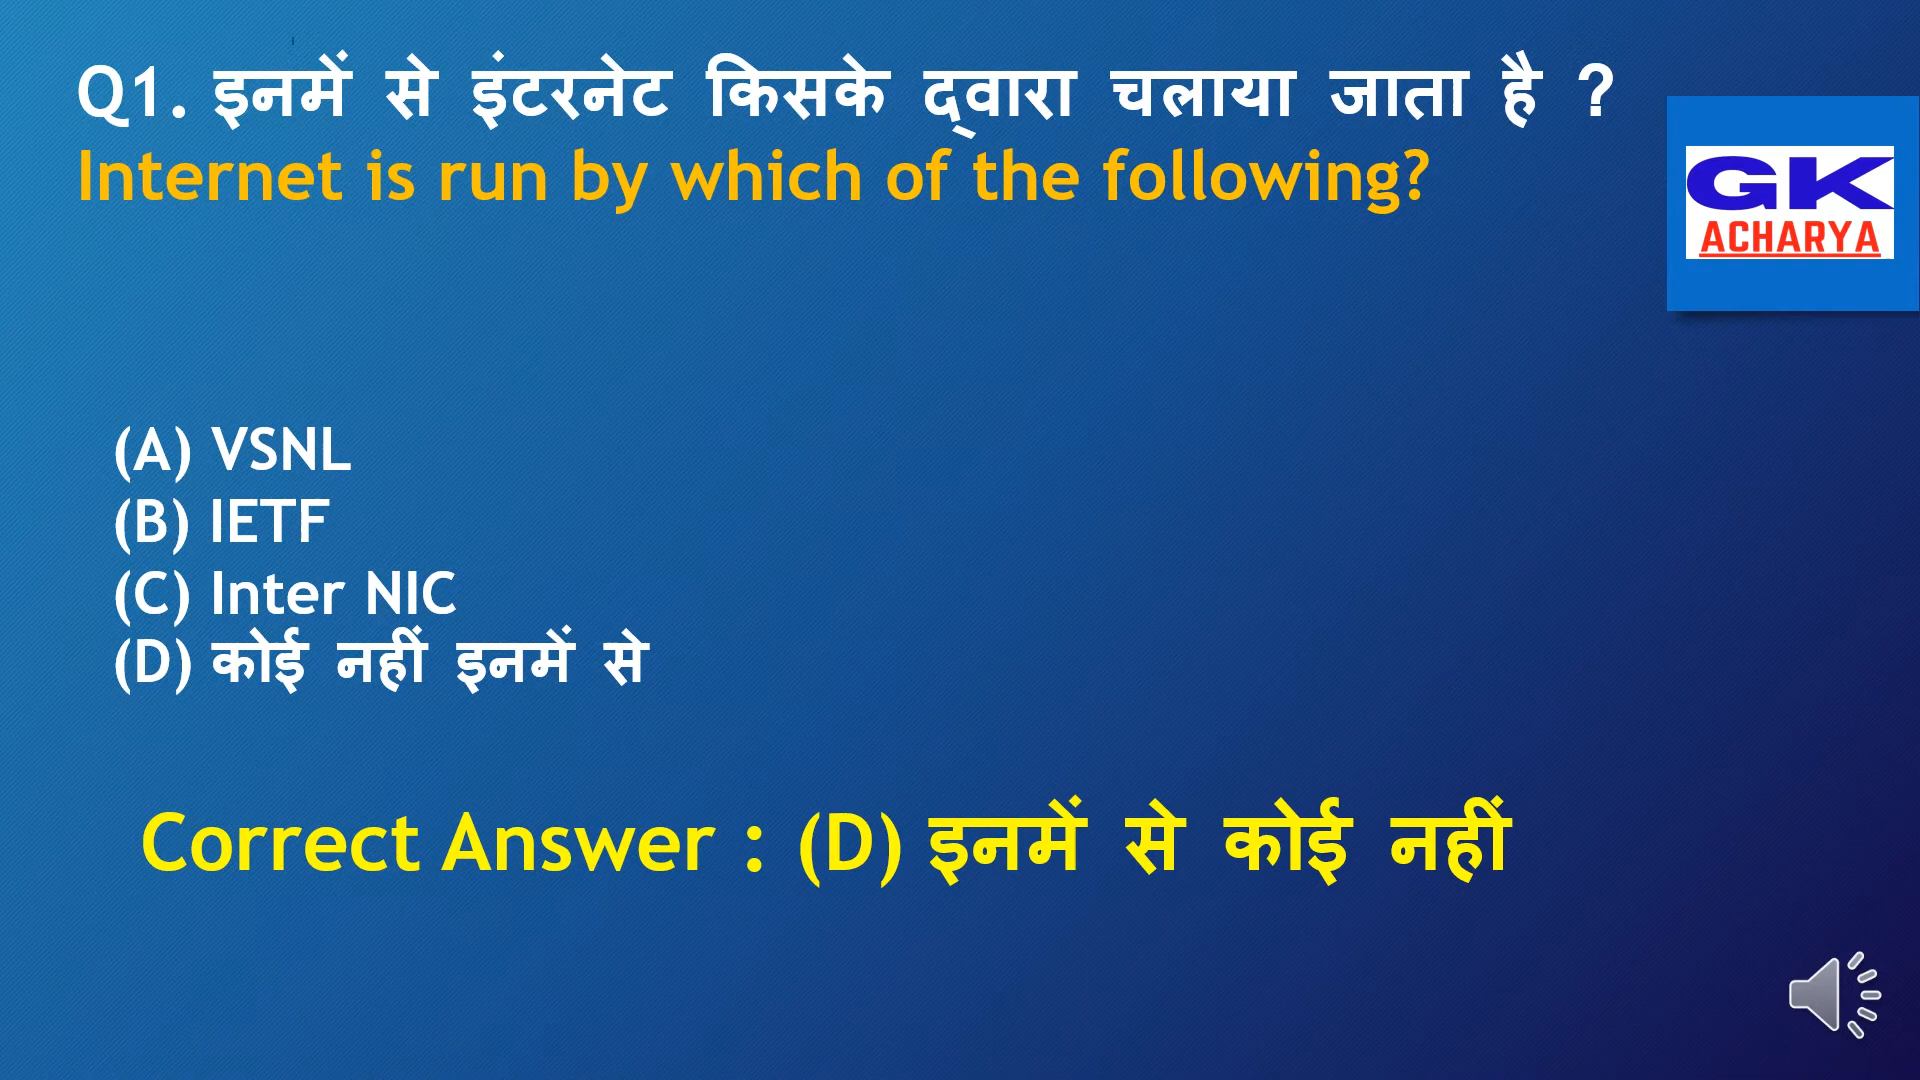 Q1. इनमें से इंटरनेट किसके द्वारा चलाया जाता है ?
Internet is run by which of the following?
GK
ACHARYA
(A) VSNL
(B) IETF
(C) Inter NIC
(D) कोई नहीं इनमें से
Correct Answer : (D) इनमें से कोई नहीं